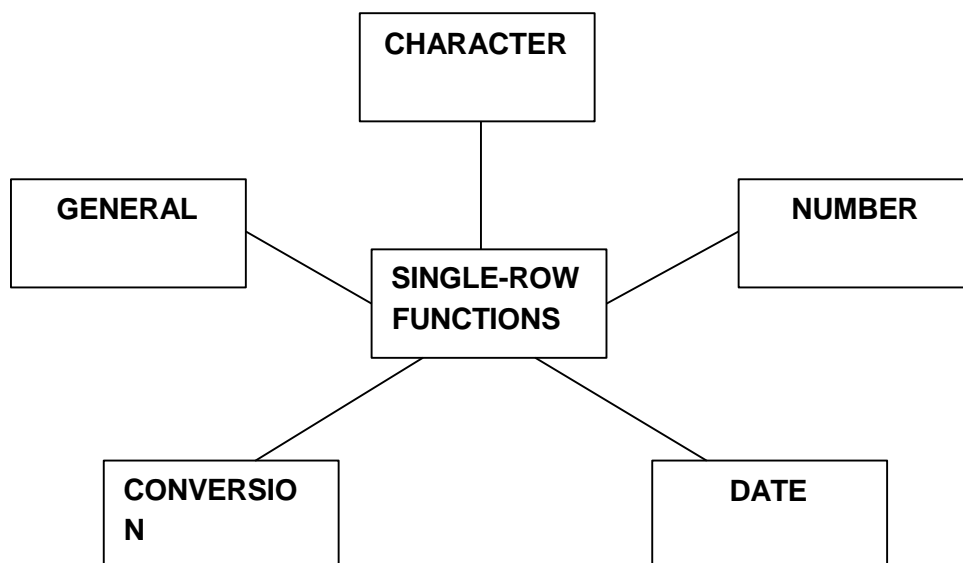 CHARACTER
GENERAL
NUMBER
SINGLE-ROW
FUNCTIONS
CONVERSIO
N
DATE